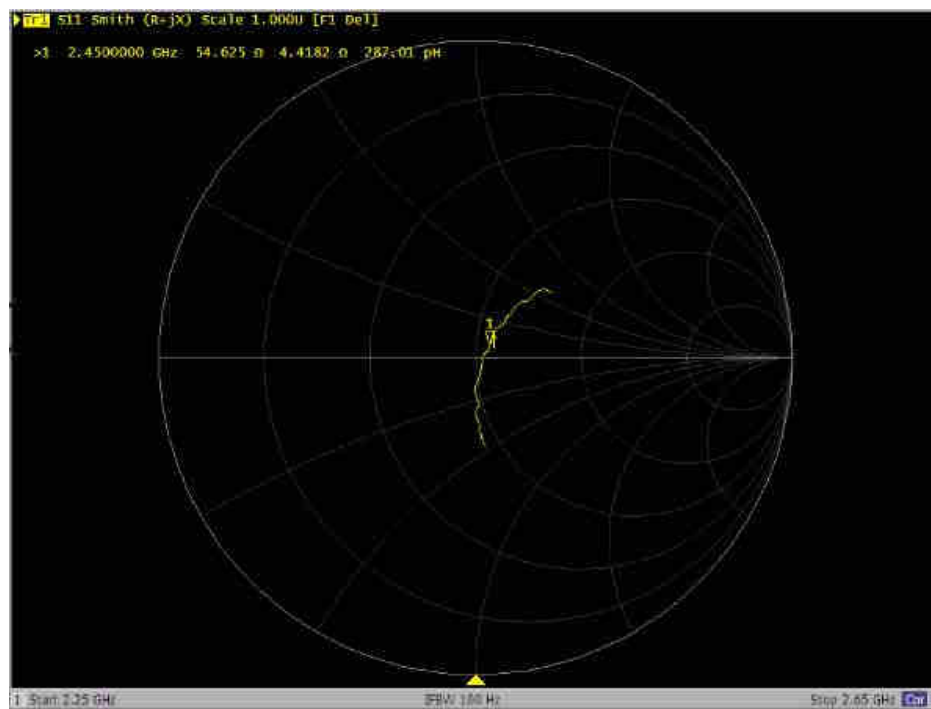 Tr1 S11 Smith (R+jX) Scale 1.000U [F1 Del]
>1 2.4500000 GHz 54.625 Ω 4.4182 Ω 287.01 pH
1
1 Start 2.25 GHz IFBW 100 Hz Stop 2.65 GHz Cor